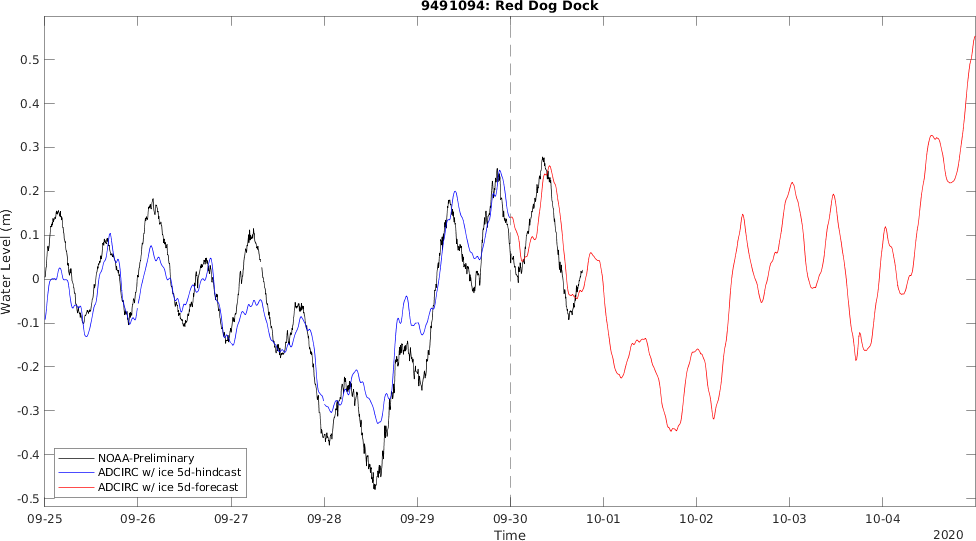 9491094: Red Dog Dock
Water Level (m)
0.5
0.4
0.3
0.2
0.1
0
-0.1
-0.2
-0.3
-0.4
-0.5
NOAA-Preliminary
ADCIRC w/ ice 5d-hindcast
ADCIRC w/ ice 5d-forecast
09-25 09-26 09-27 09-28 09-29 09-30 10-01 10-02 10-03 10-04
Time
2020